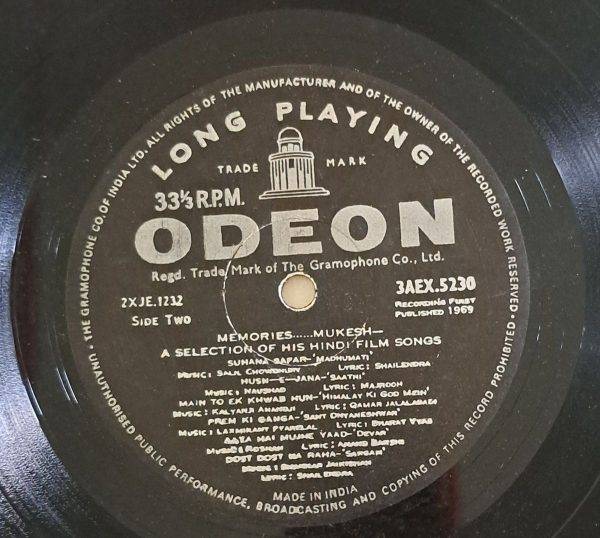 THE GRAMOPHONE CO. OF INDIA LTD. ALL RIGHTS OF THE MANUFACTURER AND OF THE OWNER OF THE RECORDED WORK RESERVED ·
UNAUTHORISED PUBLIC PERFORMANCE, BROADCASTING AND COPYING OF THIS RECORD PROHIBITED ·
LONG PLAYING
TRADE MARK
33⅓ R.P.M.
ODEON
Regd. Trade Mark of The Gramophone Co., Ltd.
2XJE.1232
Side Two
3AEX.5230
Recording First
Published 1969
MEMORIES......MUKESH—
A SELECTION OF HIS HINDI FILM SONGS
SUHANA SAFAR-'MADHUMATI'
Music: SALIL CHOWDHURY Lyric: SHAILENDRA
HUSN—E—JANA-'SAATHI'
Music: NAUSHAD Lyric: MAJROOH
MAIN TO EK KHWAB HUN-'HIMALAY KI GOD MEIN'
Music: KALYANJI ANANDJI Lyric: QAMAR JALALABADI
PREM KI GANGA-'SANT DNYANESHWAR'
Music: LAXMIKANT PYARELAL Lyric: BHARAT VYAS
HAI MUJHE YAAD-'DEVAR'
Music: ROSHAN Lyric: ANAND BAKSHI
DOST DOST NA RAHA-'SANGAM'
Music: SHANKAR JAIKISHAN
Lyric: SHAILENDRA
MADE IN INDIA